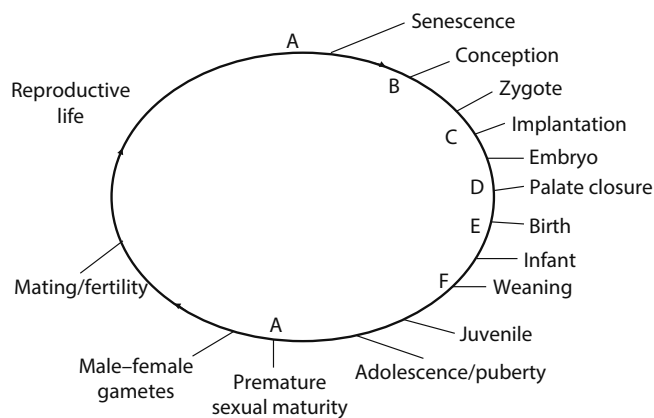 A
Senescence
B
Conception
Zygote
C
Implantation
Embryo
D
Palate closure
E
Birth
Infant
F
Weaning
Juvenile
Adolescence/puberty
A
Premature
sexual maturity
Male–female
gametes
Mating/fertility
Reproductive
life